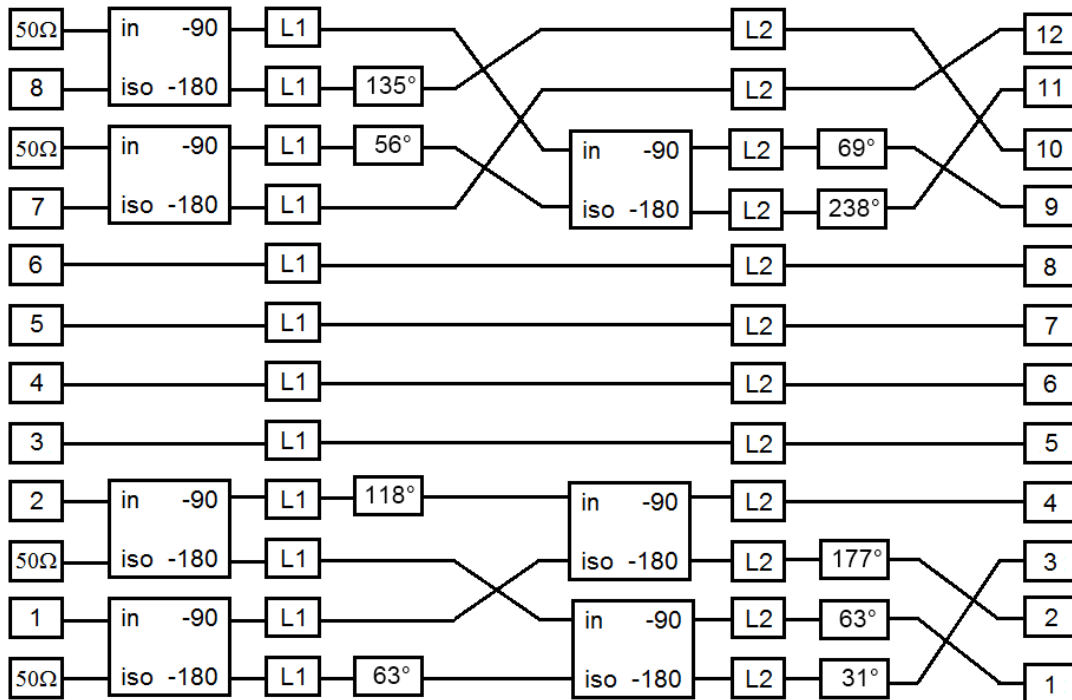 50Ω in -90 L1 L2 12
8 iso -180 L1 135° L2 11
50Ω in -90 L1 56° in -90 L2 69° 10
7 iso -180 L1 iso -180 L2 238° 9
6 L1 L2 8
5 L1 L2 7
4 L1 L2 6
3 L1 L2 5
2 in -90 L1 118° in -90 L2 4
50Ω iso -180 L1 iso -180 L2 177° 3
1 in -90 L1 in -90 L2 63° 2
50Ω iso -180 L1 63° iso -180 L2 31° 1